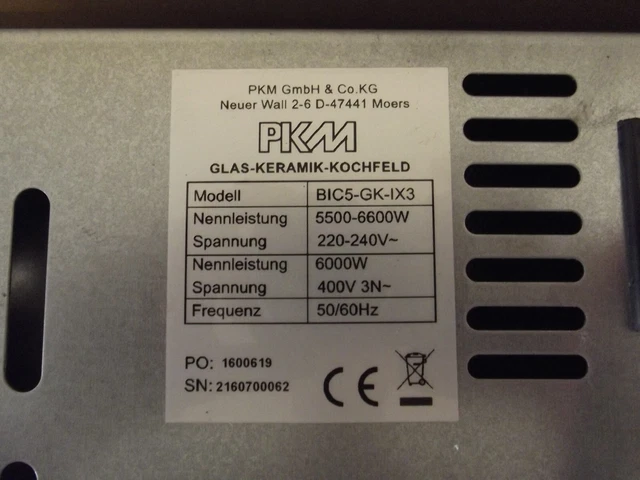 PKM GmbH & Co.KG
Neuer Wall 2-6 D-47441 Moers
PKM
GLAS-KERAMIK-KOCHFELD
Modell BIC5-GK-IX3
Nennleistung 5500-6600W
Spannung 220-240V~
Nennleistung 6000W
Spannung 400V 3N~
Frequenz 50/60Hz
PO: 1600619
SN: 2160700062
CE